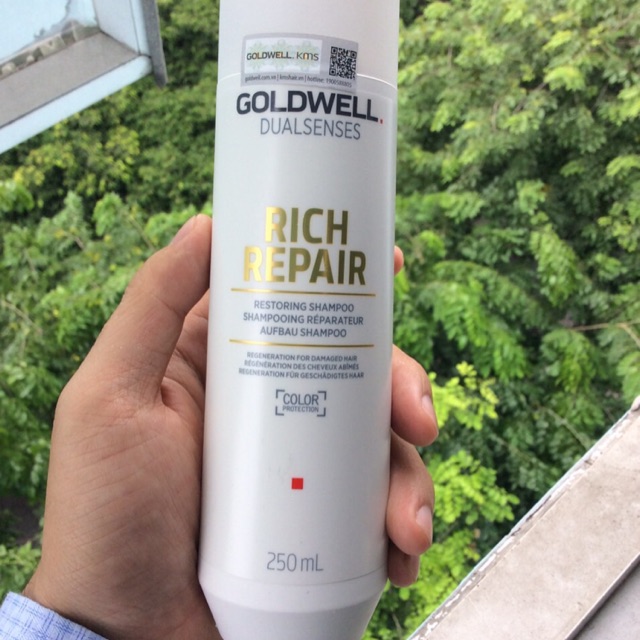 GOLDWELL kms
GOLDWELL.
DUALSENSES
RICH
REPAIR
RESTORING SHAMPOO
SHAMPOOING RÉPARATEUR
AUFBAU SHAMPOO
REGENERATION FOR DAMAGED HAIR
RÉGÉNÉRATION DES CHEVEUX ABÎMÉS
REGENERATION FÜR GESCHÄDIGTES HAAR
COLOR
PROTECTION
250 mL